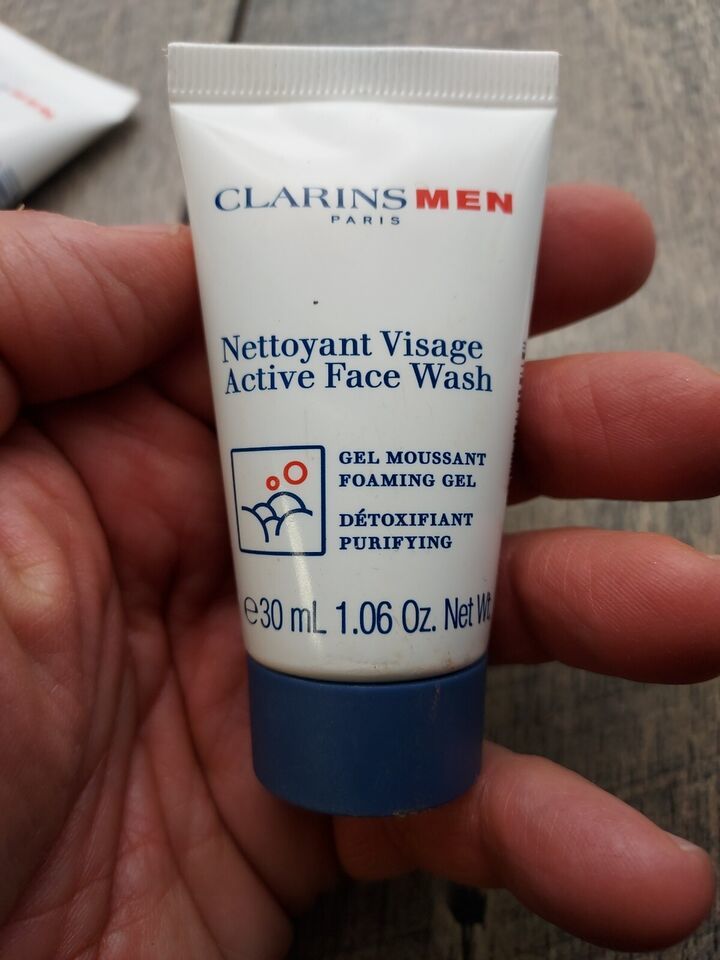 CLARINS MEN
PARIS
Nettoyant Visage
Active Face Wash
GEL MOUSSANT
FOAMING GEL
DÉTOXIFIANT
PURIFYING
℮30 mL 1.06 Oz. Net Wt.